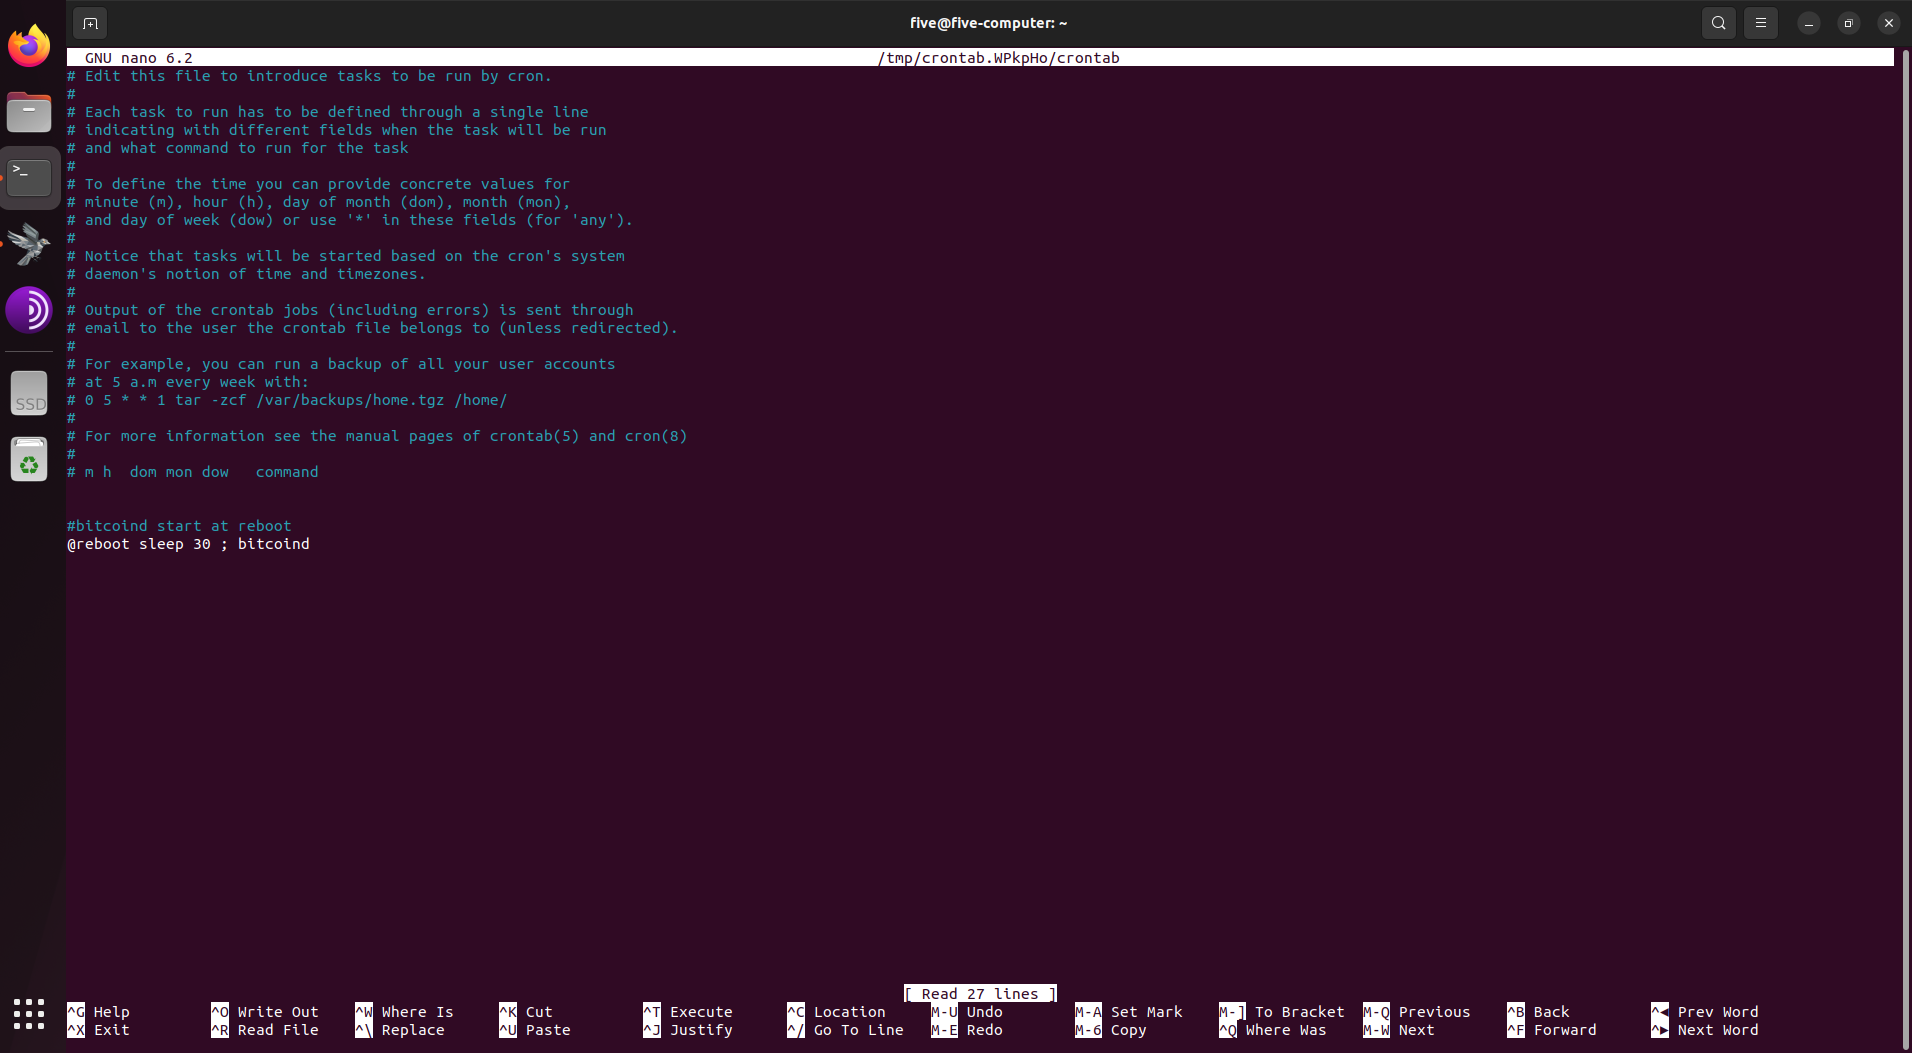 five@five-computer: ~
GNU nano 6.2 /tmp/crontab.WPkpHo/crontab
# Edit this file to introduce tasks to be run by cron.
#
# Each task to run has to be defined through a single line
# indicating with different fields when the task will be run
# and what command to run for the task
#
# To define the time you can provide concrete values for
# minute (m), hour (h), day of month (dom), month (mon),
# and day of week (dow) or use '*' in these fields (for 'any').
#
# Notice that tasks will be started based on the cron's system
# daemon's notion of time and timezones.
#
# Output of the crontab jobs (including errors) is sent through
# email to the user the crontab file belongs to (unless redirected).
#
# For example, you can run a backup of all your user accounts
# at 5 a.m every week with:
# 0 5 * * 1 tar -zcf /var/backups/home.tgz /home/
#
# For more information see the manual pages of crontab(5) and cron(8)
#
# m h  dom mon dow   command
#bitcoind start at reboot
@reboot sleep 30 ; bitcoind
SSD
[ Read 27 lines ]
^G Help ^O Write Out ^W Where Is ^K Cut ^T Execute ^C Location M-U Undo M-A Set Mark M-] To Bracket M-Q Previous ^B Back ^◀ Prev Word
^X Exit ^R Read File ^\ Replace ^U Paste ^J Justify ^/ Go To Line M-E Redo M-6 Copy ^Q Where Was M-W Next ^F Forward ^▶ Next Word